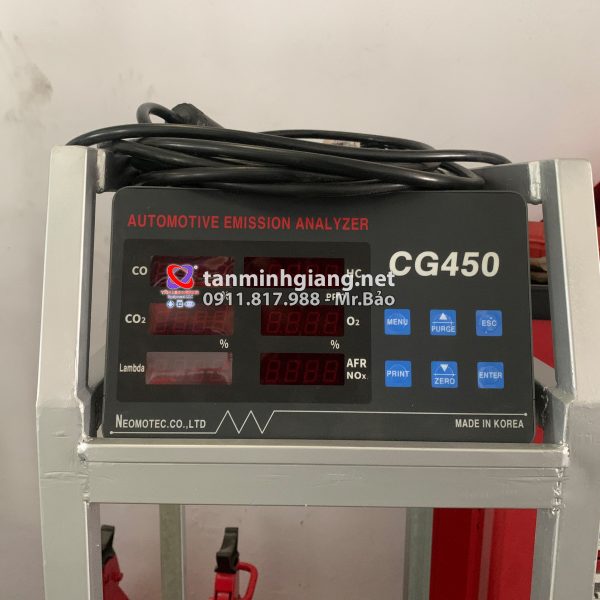 AUTOMOTIVE EMISSION ANALYZER
CG450
CO
HC
tanminhgiang.net
0911.817.988 - Mr.Bảo
CO2
O2
%
%
Lambda
AFR
NOx
MENU
PURGE
ESC
PRINT
ZERO
ENTER
NEOMOTEC.CO.,LTD
MADE IN KOREA